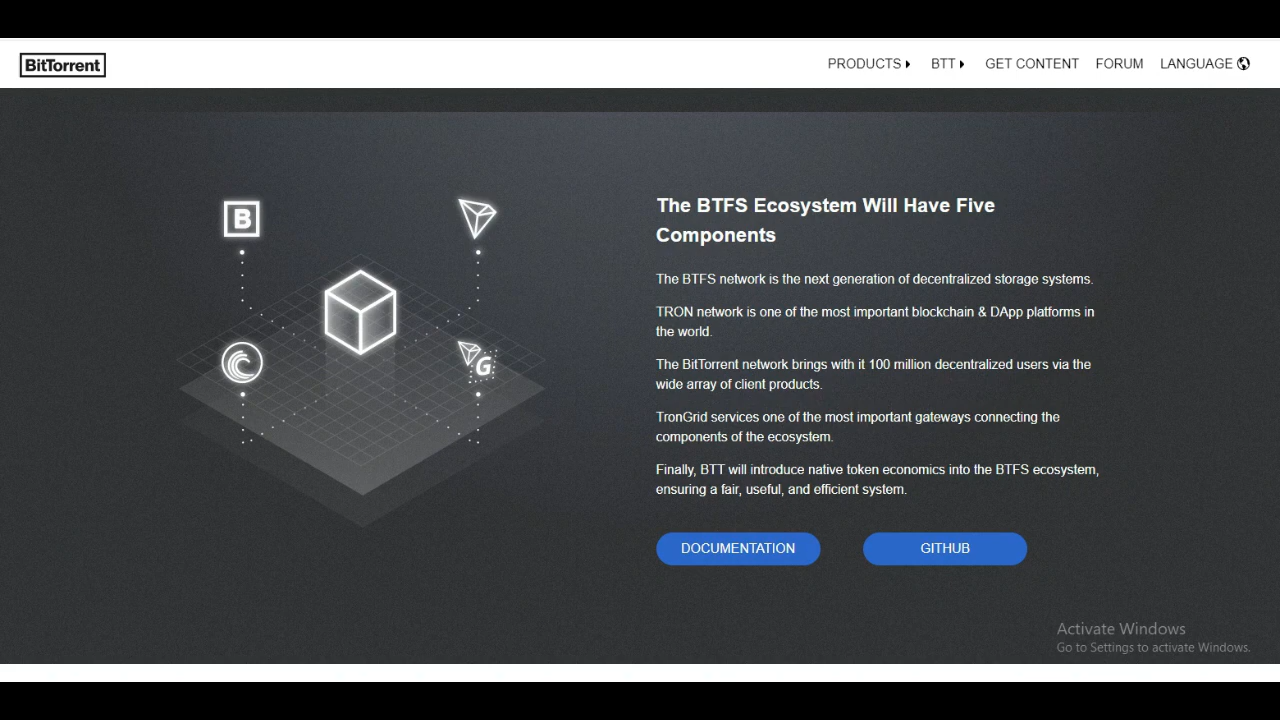 BitTorrent
PRODUCTS BTT GET CONTENT FORUM LANGUAGE
B
G
The BTFS Ecosystem Will Have Five
Components
The BTFS network is the next generation of decentralized storage systems.
TRON network is one of the most important blockchain & DApp platforms in
the world.
The BitTorrent network brings with it 100 million decentralized users via the
wide array of client products.
TronGrid services one of the most important gateways connecting the
components of the ecosystem.
Finally, BTT will introduce native token economics into the BTFS ecosystem,
ensuring a fair, useful, and efficient system.
DOCUMENTATION GITHUB
Activate Windows
Go to Settings to activate Windows.